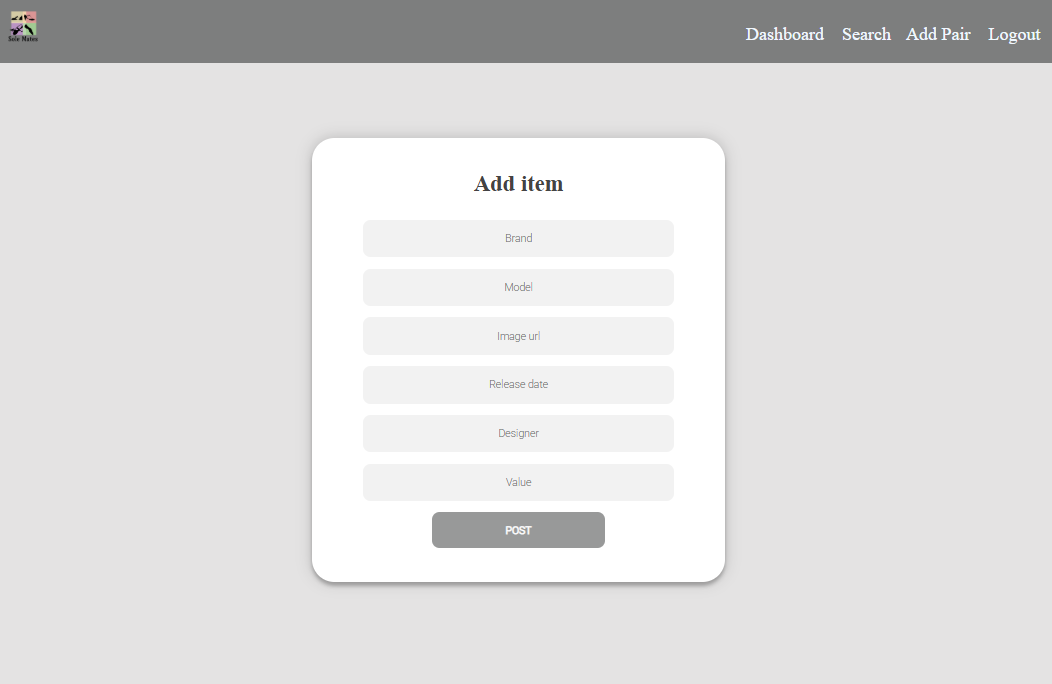 Sole Mates
Dashboard Search Add Pair Logout
Add item
Brand
Model
Image url
Release date
Designer
Value
POST